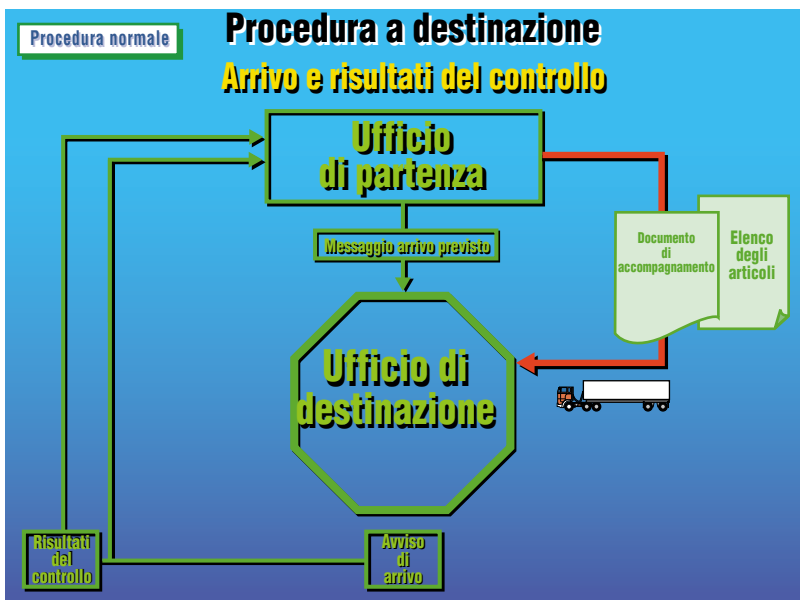 Procedura normale
Procedura a destinazione
Arrivo e risultati del controllo
Ufficio
di partenza
Messaggio arrivo previsto
Documento
di
accompagnamento
Elenco
degli
articoli
Ufficio di
destinazione
Risultati
del
controllo
Avviso
di
arrivo